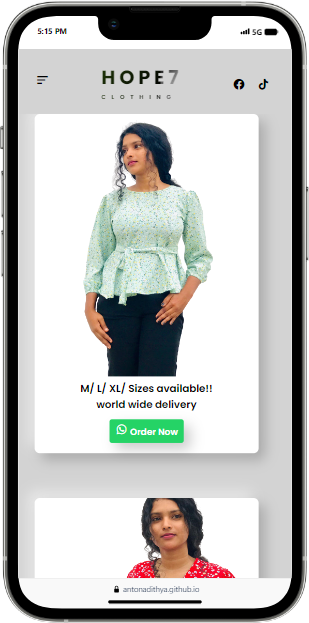 5:15 PM
5G
HOPE7
CLOTHING
M/ L/ XL/ Sizes available!!
world wide delivery
Order Now
antonadithya.github.io